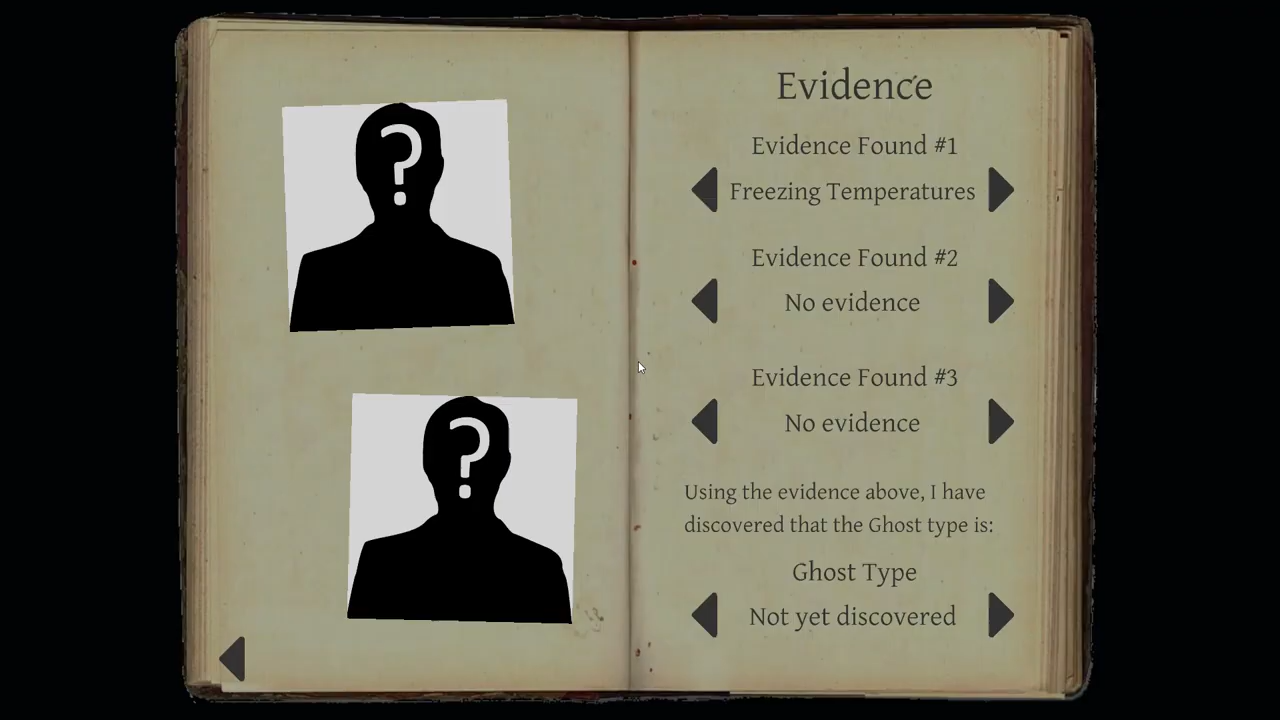 ?
?
Evidence
Evidence Found #1
Freezing Temperatures
Evidence Found #2
No evidence
Evidence Found #3
No evidence
Using the evidence above, I have
discovered that the Ghost type is:
Ghost Type
Not yet discovered